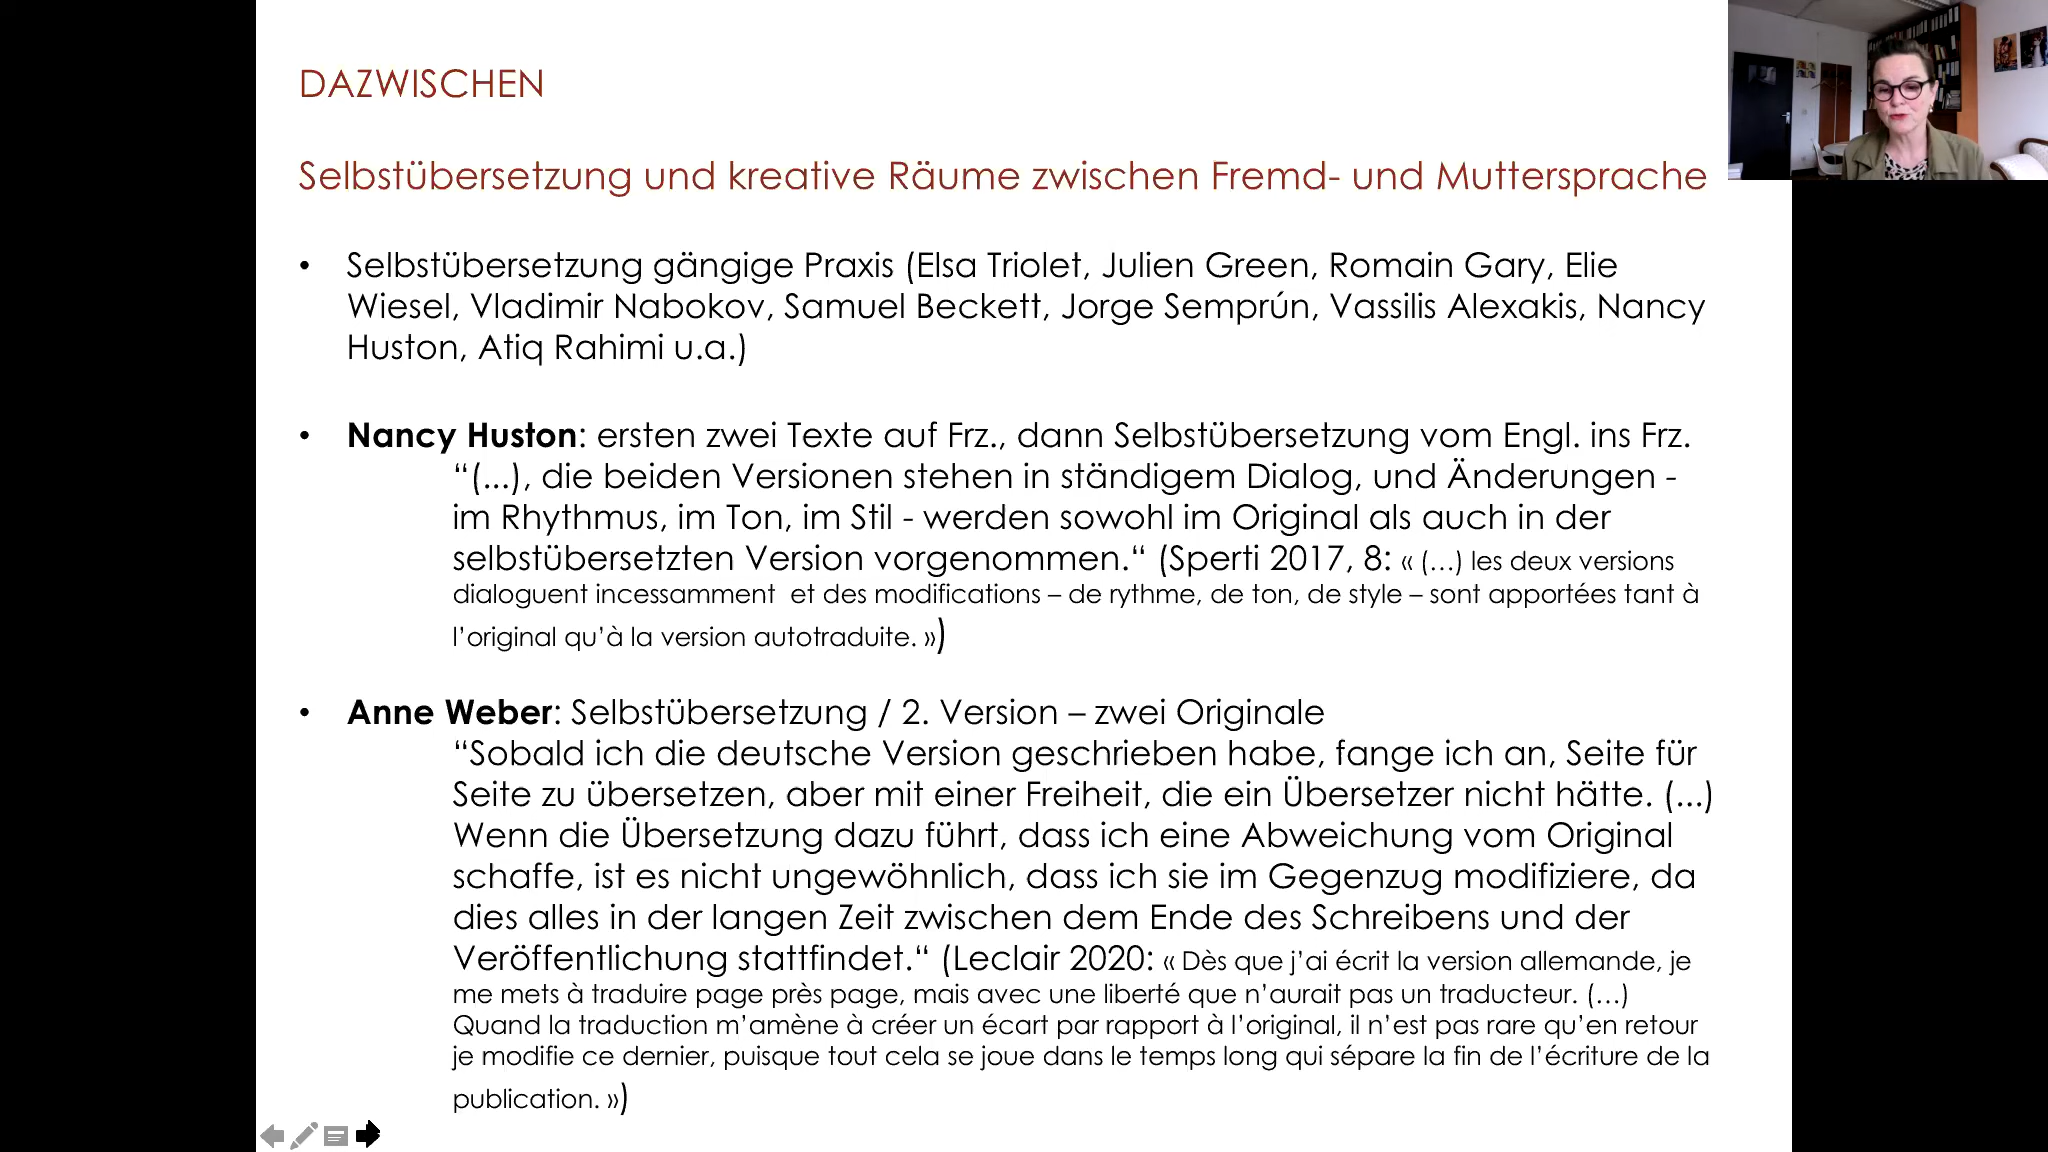 DAZWISCHEN
Selbstübersetzung und kreative Räume zwischen Fremd- und Muttersprache
• Selbstübersetzung gängige Praxis (Elsa Triolet, Julien Green, Romain Gary, Elie
Wiesel, Vladimir Nabokov, Samuel Beckett, Jorge Semprún, Vassilis Alexakis, Nancy
Huston, Atiq Rahimi u.a.)
• Nancy Huston: ersten zwei Texte auf Frz., dann Selbstübersetzung vom Engl. ins Frz.
“(...), die beiden Versionen stehen in ständigem Dialog, und Änderungen -
im Rhythmus, im Ton, im Stil - werden sowohl im Original als auch in der
selbstübersetzten Version vorgenommen.“ (Sperti 2017, 8: « (…) les deux versions
dialoguent incessamment  et des modifications – de rythme, de ton, de style – sont apportées tant à
l’original qu’à la version autotraduite. »)
• Anne Weber: Selbstübersetzung / 2. Version – zwei Originale
“Sobald ich die deutsche Version geschrieben habe, fange ich an, Seite für
Seite zu übersetzen, aber mit einer Freiheit, die ein Übersetzer nicht hätte. (...)
Wenn die Übersetzung dazu führt, dass ich eine Abweichung vom Original
schaffe, ist es nicht ungewöhnlich, dass ich sie im Gegenzug modifiziere, da
dies alles in der langen Zeit zwischen dem Ende des Schreibens und der
Veröffentlichung stattfindet.“ (Leclair 2020: « Dès que j’ai écrit la version allemande, je
me mets à traduire page près page, mais avec une liberté que n’aurait pas un traducteur. (…)
Quand la traduction m’amène à créer un écart par rapport à l’original, il n’est pas rare qu’en retour
je modifie ce dernier, puisque tout cela se joue dans le temps long qui sépare la fin de l’écriture de la
publication. »)